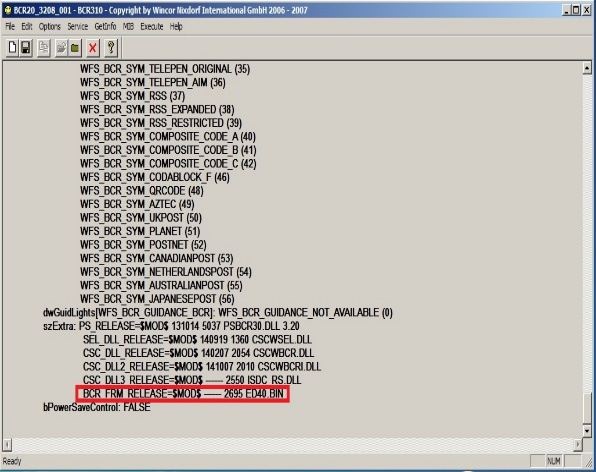 BCR20_3208_001 - BCR310 - Copyright by Wincor Nixdorf International GmbH 2006 - 2007
File Edit Options Service GetInfo MIB Execute Help
WFS_BCR_SYM_TELEPEN_ORIGINAL (35)
WFS_BCR_SYM_TELEPEN_AIM (36)
WFS_BCR_SYM_RSS (37)
WFS_BCR_SYM_RSS_EXPANDED (38)
WFS_BCR_SYM_RSS_RESTRICTED (39)
WFS_BCR_SYM_COMPOSITE_CODE_A (40)
WFS_BCR_SYM_COMPOSITE_CODE_B (41)
WFS_BCR_SYM_COMPOSITE_CODE_C (42)
WFS_BCR_SYM_CODABLOCK_F (46)
WFS_BCR_SYM_QRCODE (48)
WFS_BCR_SYM_AZTEC (49)
WFS_BCR_SYM_UKPOST (50)
WFS_BCR_SYM_PLANET (51)
WFS_BCR_SYM_POSTNET (52)
WFS_BCR_SYM_CANADIANPOST (53)
WFS_BCR_SYM_NETHERLANDSPOST (54)
WFS_BCR_SYM_AUSTRALIANPOST (55)
WFS_BCR_SYM_JAPANESEPOST (56)
dwGuidLights[WFS_BCR_GUIDANCE_BCR]: WFS_BCR_GUIDANCE_NOT_AVAILABLE (0)
szExtra: PS_RELEASE=$MOD$ 131014 5037 PSBCR30.DLL 3.20
SEL_DLL_RELEASE=$MOD$ 140919 1360 CSCWSEL.DLL
CSC_DLL_RELEASE=$MOD$ 140207 2054 CSCWBCR.DLL
CSC_DLL2_RELEASE=$MOD$ 141007 2010 CSCWBCRI.DLL
CSC_DLL3_RELEASE=$MOD$ ------ 2550 ISDC_RS.DLL
BCR_FRM_RELEASE=$MOD$ ------ 2695 ED40.BIN
bPowerSaveControl: FALSE
Ready NUM